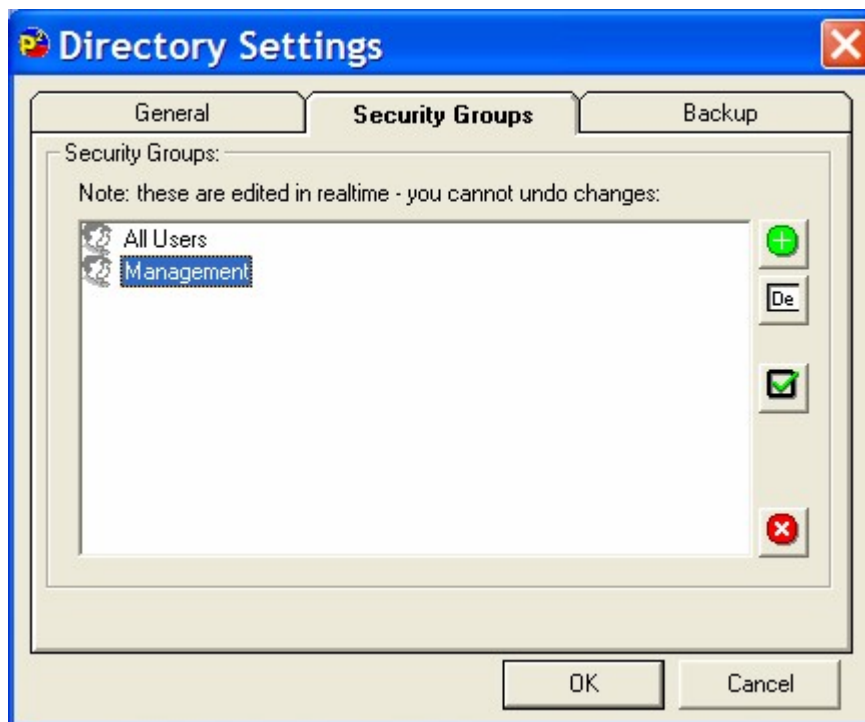 Directory Settings
General
Security Groups
Backup
Security Groups:
Note: these are edited in realtime - you cannot undo changes:
All Users
Management
De
OK
Cancel